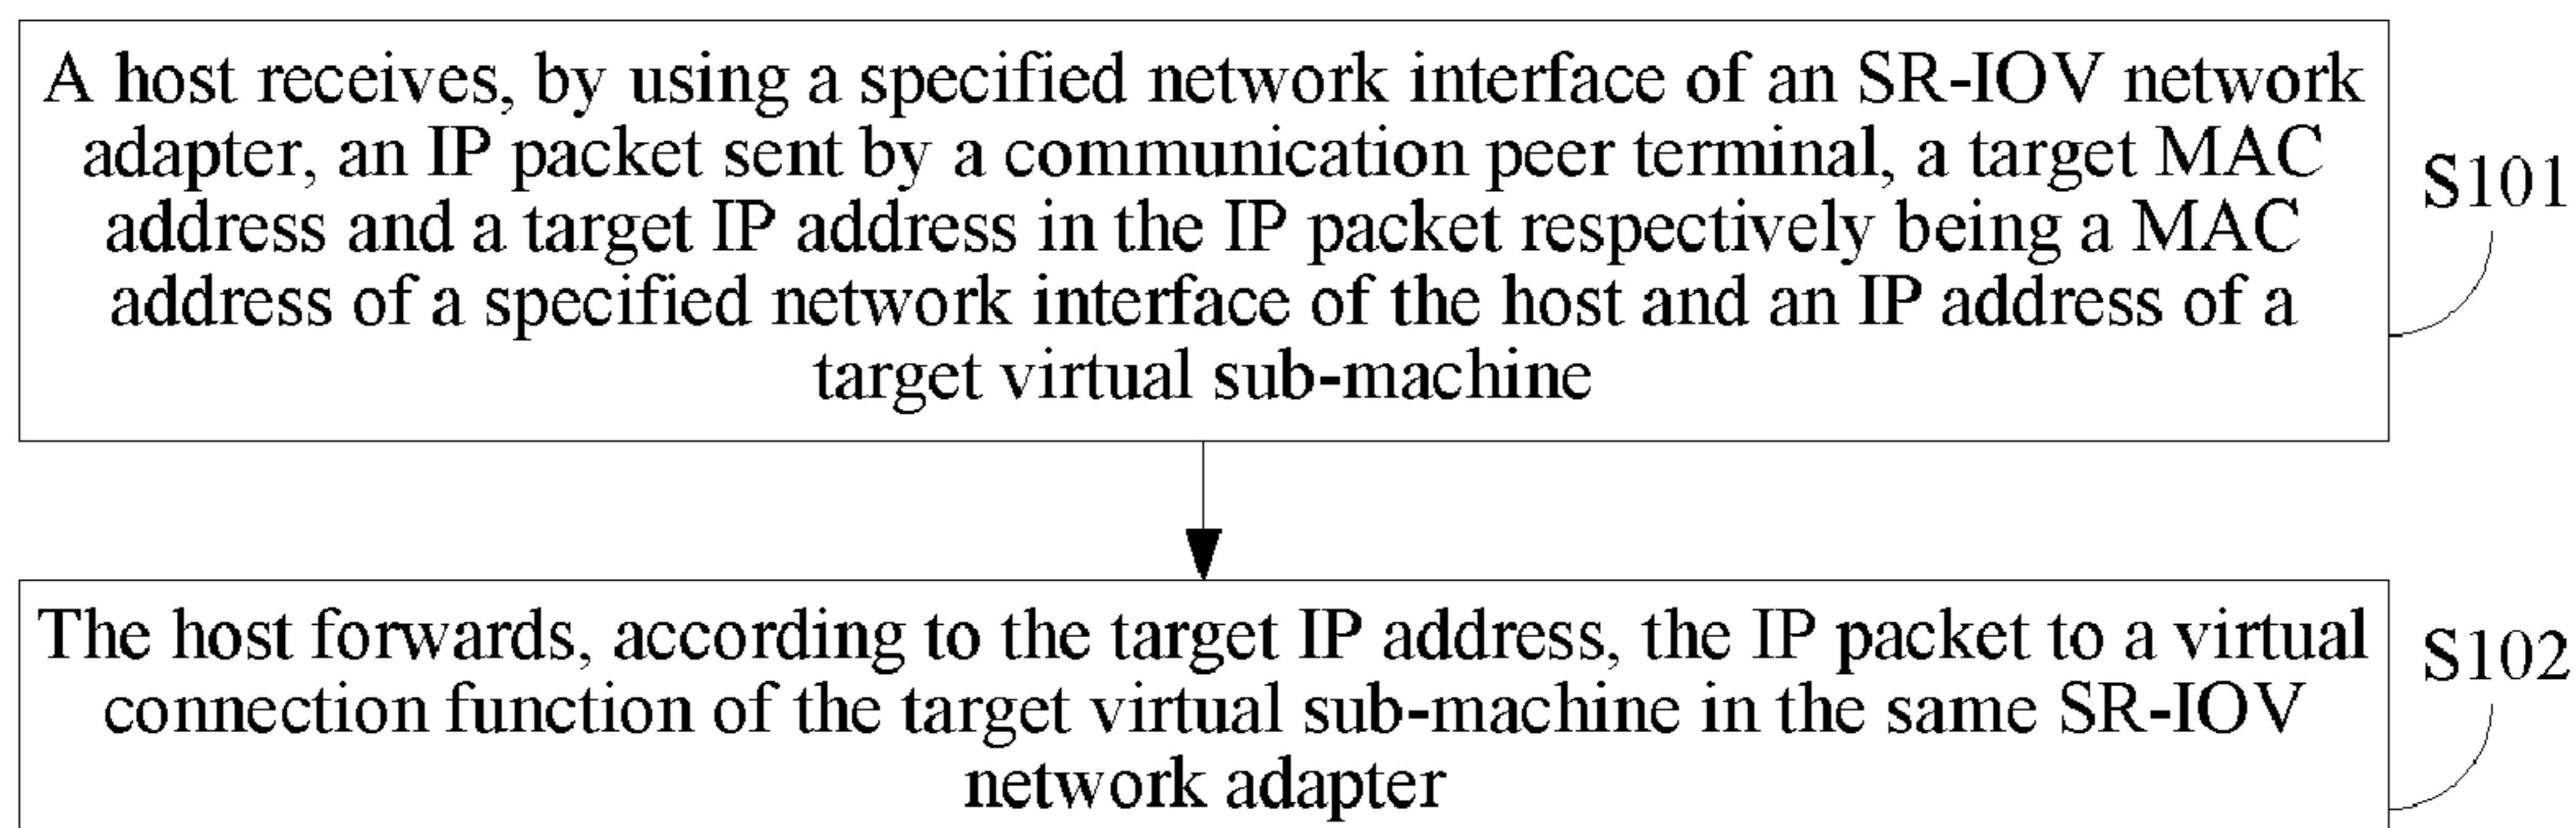 A host receives, by using a specified network interface of an SR-IOV network
adapter, an IP packet sent by a communication peer terminal, a target MAC
address and a target IP address in the IP packet respectively being a MAC
address of a specified network interface of the host and an IP address of a
target virtual sub-machine
S101
The host forwards, according to the target IP address, the IP packet to a virtual
connection function of the target virtual sub-machine in the same SR-IOV
network adapter
S102